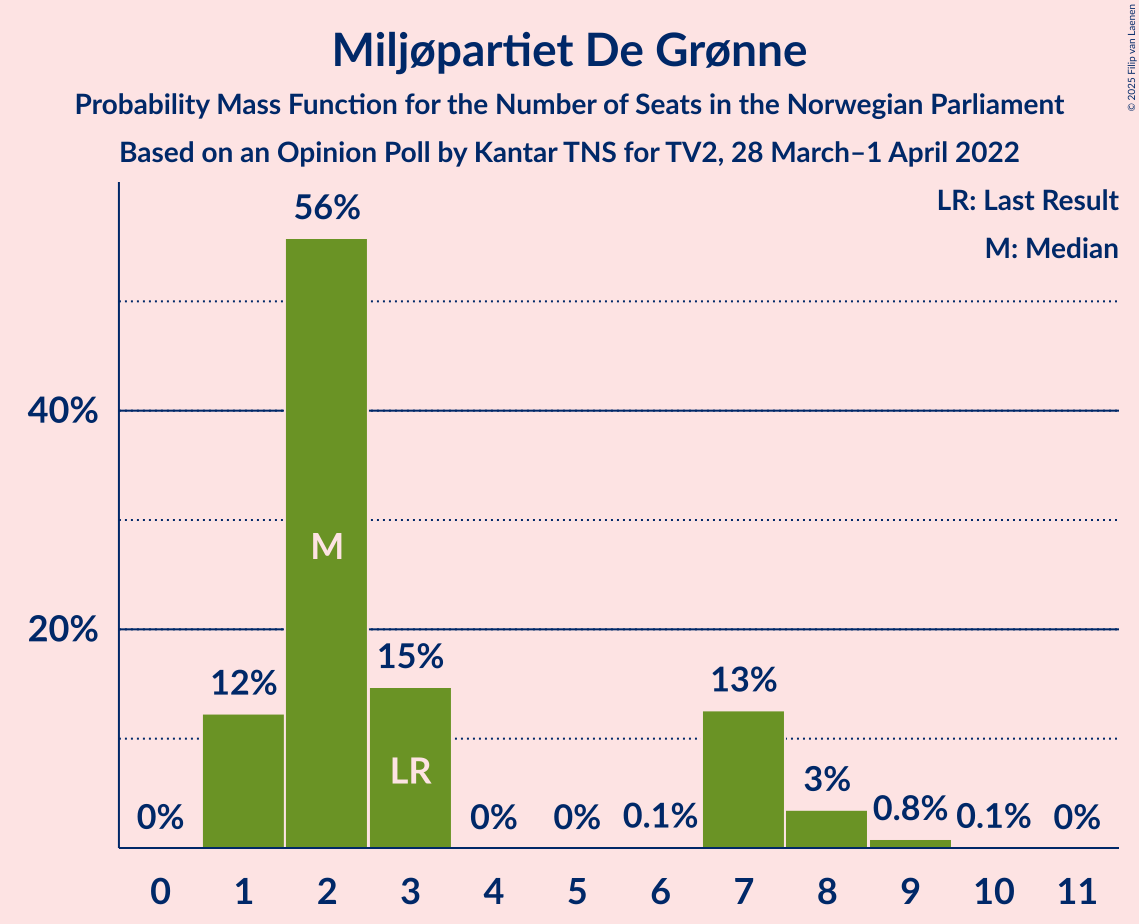 Miljøpartiet De Grønne
Probability Mass Function for the Number of Seats in the Norwegian Parliament
Based on an Opinion Poll by Kantar TNS for TV2, 28 March–1 April 2022
© 2025 Filip van Laenen
LR: Last Result
M: Median
56%
40%
M
20%
15%
12%
13%
LR
3%
0%
0%
0%
0.1%
0.8%
0.1%
0%
0 1 2 3 4 5 6 7 8 9 10 11